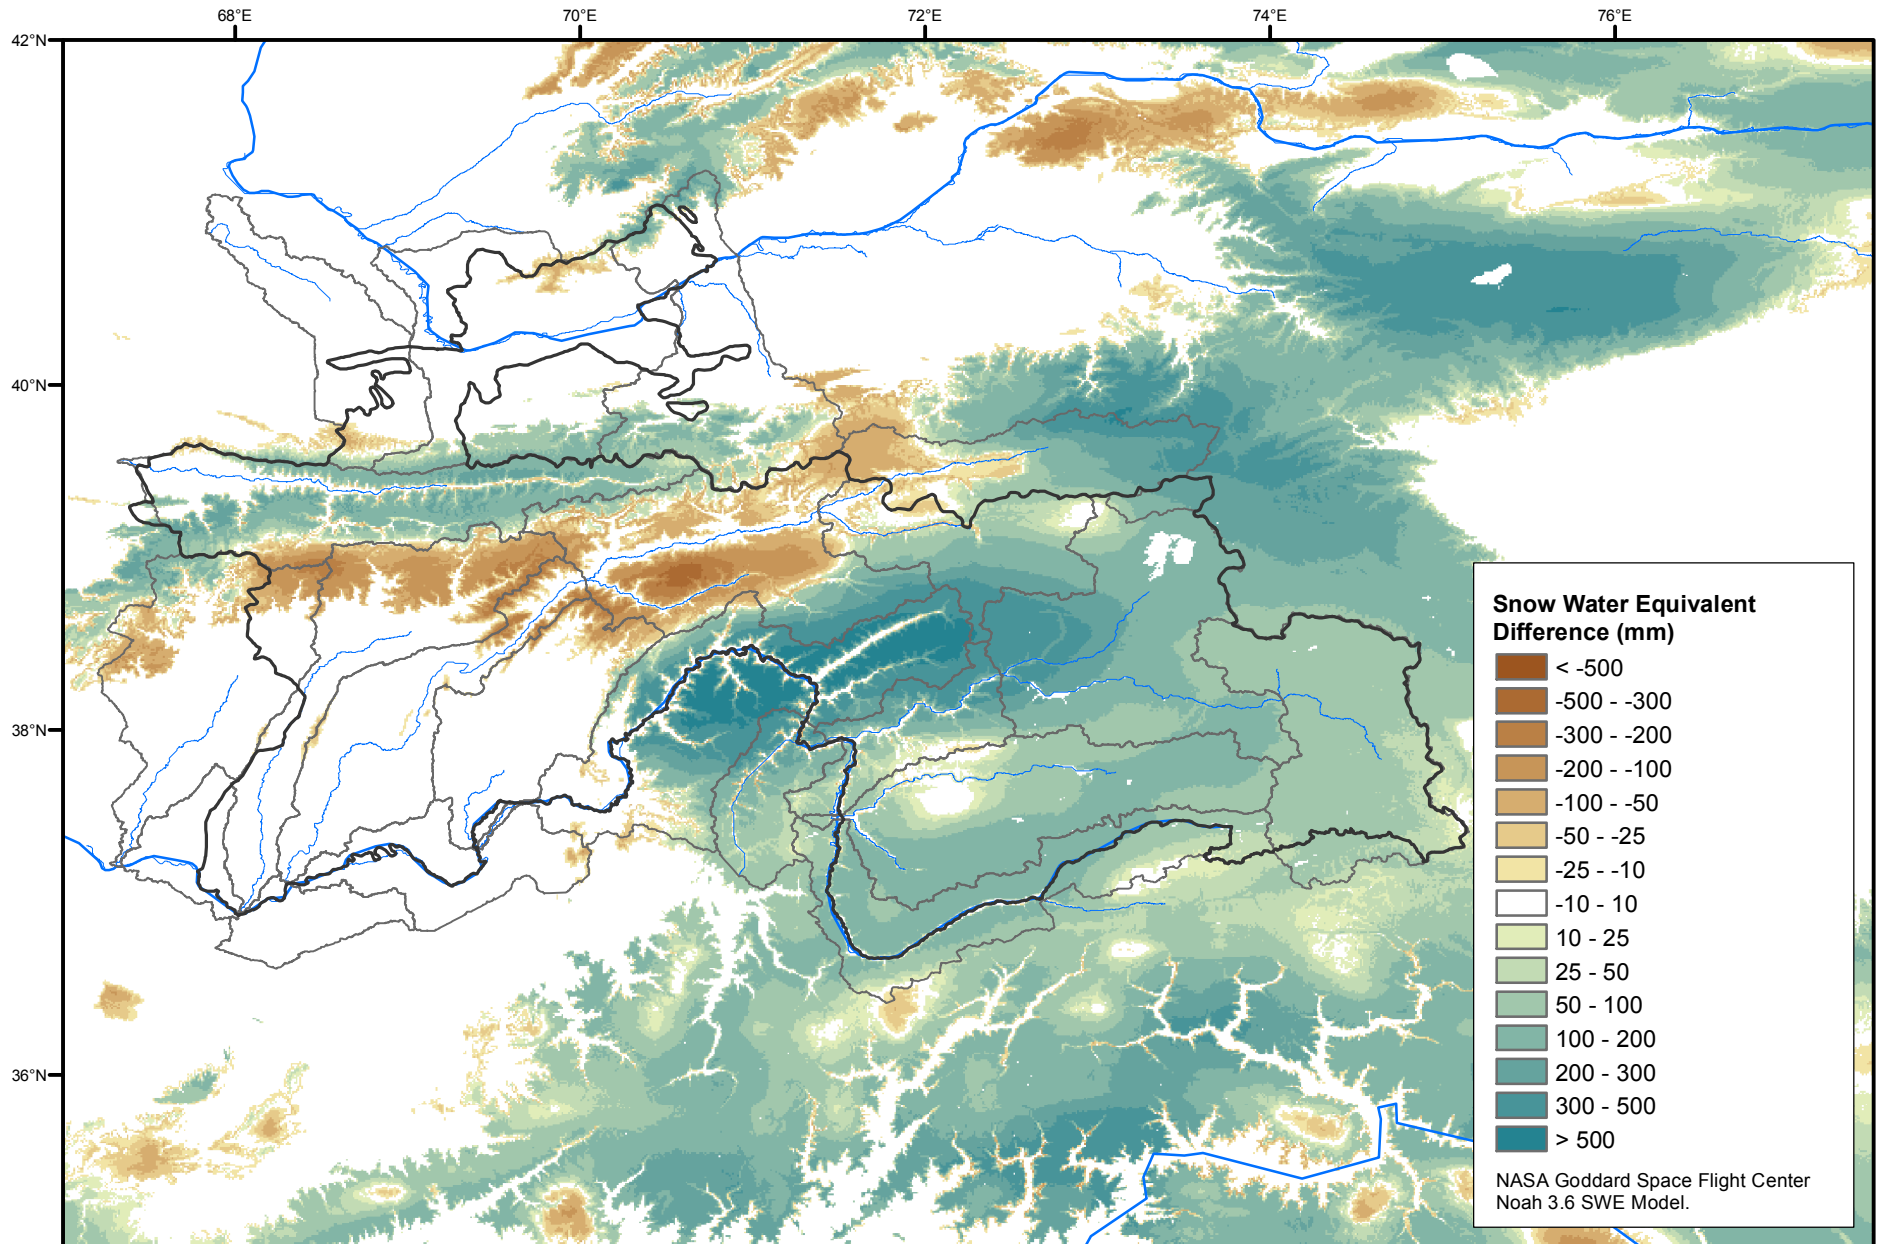 68°E
70°E
72°E
74°E
76°E
42°N
40°N
38°N
36°N
Snow Water Equivalent
Difference (mm)
< -500
-500 - -300
-300 - -200
-200 - -100
-100 - -50
-50 - -25
-25 - -10
-10 - 10
10 - 25
25 - 50
50 - 100
100 - 200
200 - 300
300 - 500
> 500
NASA Goddard Space Flight Center
Noah 3.6 SWE Model.